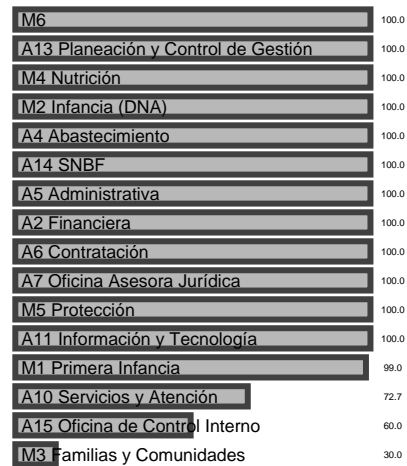 M6 100.0
A13 Planeación y Control de Gestión 100.0
M4 Nutrición 100.0
M2 Infancia (DNA) 100.0
A4 Abastecimiento 100.0
A14 SNBF 100.0
A5 Administrativa 100.0
A2 Financiera 100.0
A6 Contratación 100.0
A7 Oficina Asesora Jurídica 100.0
M5 Protección 100.0
A11 Información y Tecnología 100.0
M1 Primera Infancia 99.0
A10 Servicios y Atención 72.7
A15 Oficina de Control Interno 60.0
M3 Familias y Comunidades 30.0